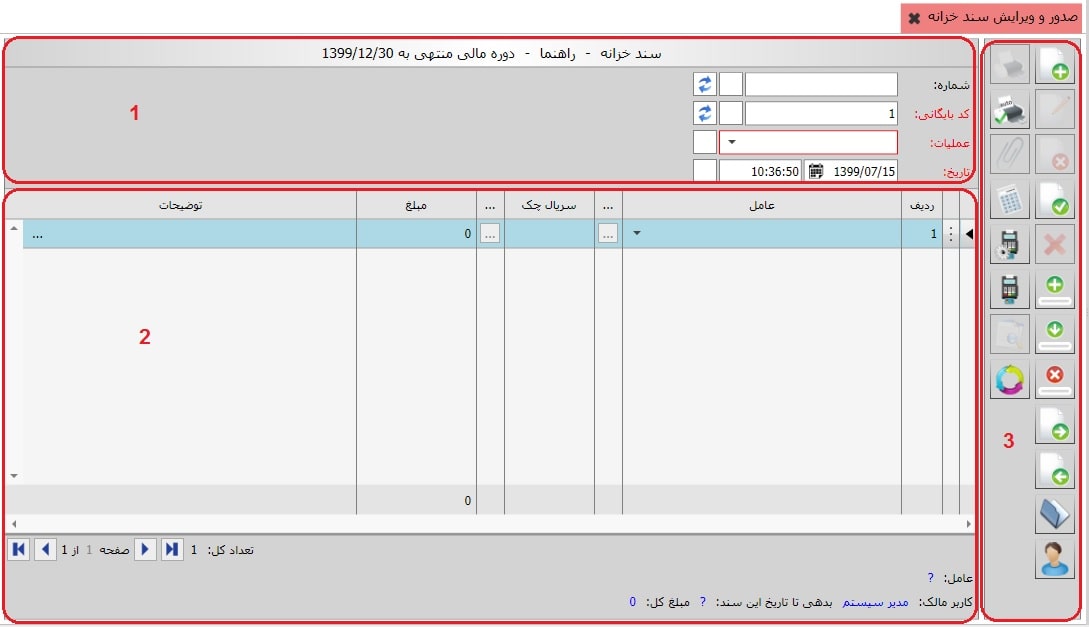 صدور و ویرایش سند خزانه
سند خزانه - راهنما - دوره مالی منتهی به 1399/12/30
شماره:
کد بایگانی: 1
عملیات:
تاریخ: 1399/07/15 10:36:50
1
ردیف عامل ... سریال چک ... مبلغ توضیحات
1 ... ... 0 ...
2
0
تعداد کل: 1 صفحه 1 از 1
عامل: ?
کاربر مالک: مدیر سیستم بدهی تا تاریخ این سند: ? مبلغ کل: 0
auto
3